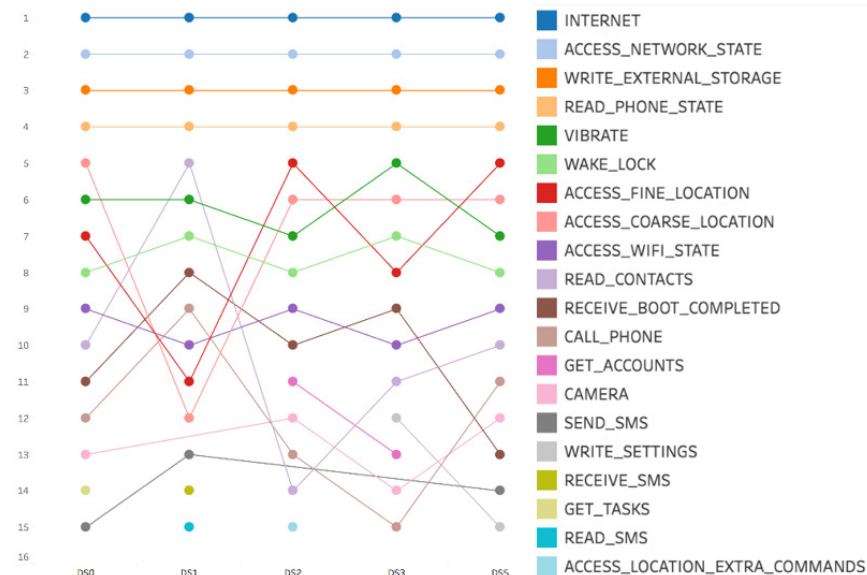 1
2
3
4
5
6
7
8
9
10
11
12
13
14
15
16
DS0 DS1 DS2 DS3 DS5
INTERNET
ACCESS_NETWORK_STATE
WRITE_EXTERNAL_STORAGE
READ_PHONE_STATE
VIBRATE
WAKE_LOCK
ACCESS_FINE_LOCATION
ACCESS_COARSE_LOCATION
ACCESS_WIFI_STATE
READ_CONTACTS
RECEIVE_BOOT_COMPLETED
CALL_PHONE
GET_ACCOUNTS
CAMERA
SEND_SMS
WRITE_SETTINGS
RECEIVE_SMS
GET_TASKS
READ_SMS
ACCESS_LOCATION_EXTRA_COMMANDS